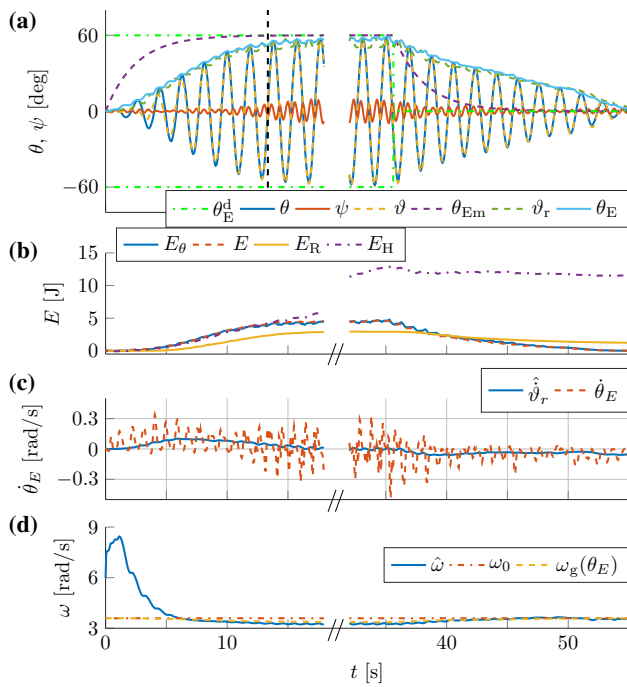 (a)
60
0
−60
θ, ψ [deg]
θ_E^d θ ψ ϑ θ_Em ϑ_r θ_E
(b)
E_θ E E_R E_H
15
10
5
0
E [J]
(c)
\hat{\dot{ϑ}}_r \dot{θ}_E
0.3
0
−0.3
\dot{θ}_E [rad/s]
(d)
9
6
3
ω [rad/s]
\hat{ω} ω_0 ω_g(θ_E)
0 10 40 50
t [s]